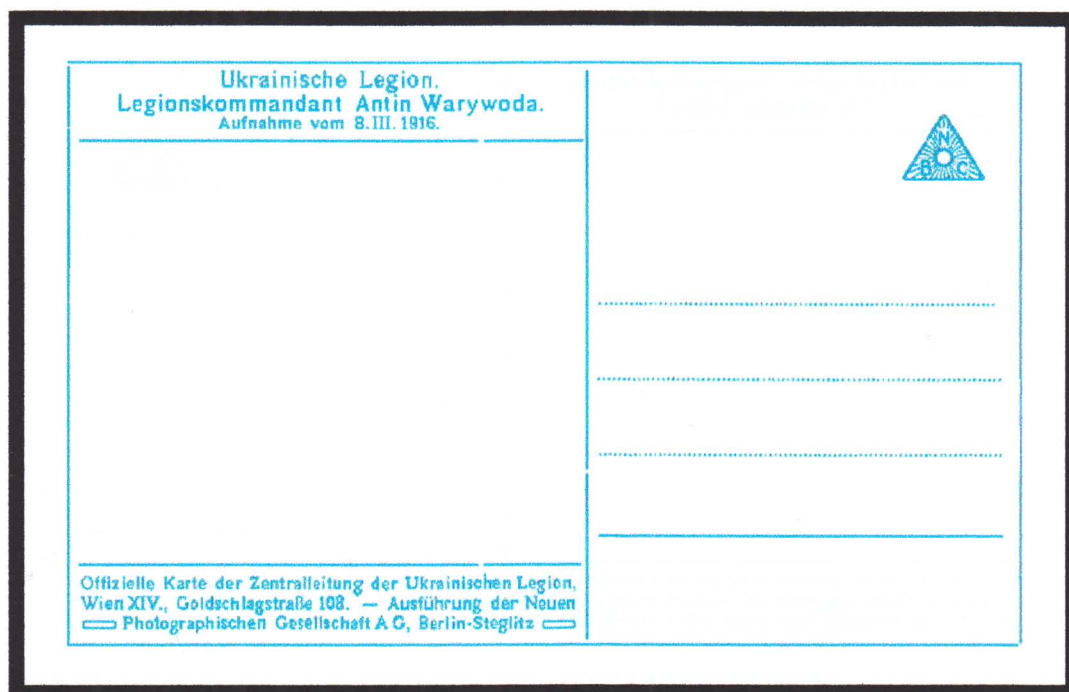 Ukrainische Legion.
Legionskommandant Antin Warywoda.
Aufnahme vom 8.III.1916.
N
B C
Offizielle Karte der Zentralleitung der Ukrainischen Legion,
Wien XIV., Goldschlagstraße 108. — Ausführung der Neuen
Photographischen Gesellschaft A G, Berlin-Steglitz